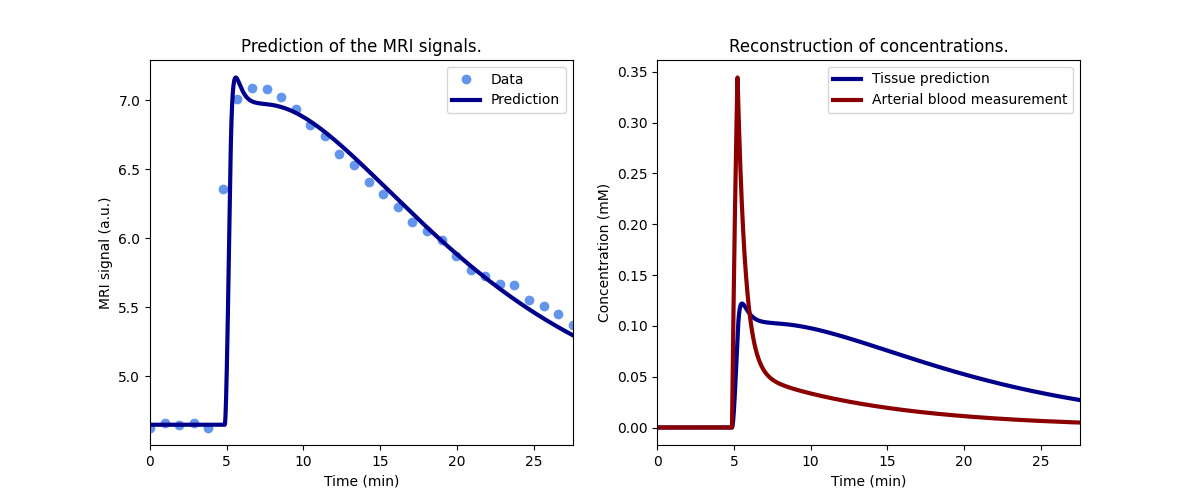 Prediction of the MRI signals.
MRI signal (a.u.)
7.0
6.5
6.0
5.5
5.0
0
5
10
15
20
25
Time (min)
Data
Prediction
Reconstruction of concentrations.
Concentration (mM)
0.35
0.30
0.25
0.20
0.15
0.10
0.05
0.00
0
5
10
15
20
25
Time (min)
Tissue prediction
Arterial blood measurement